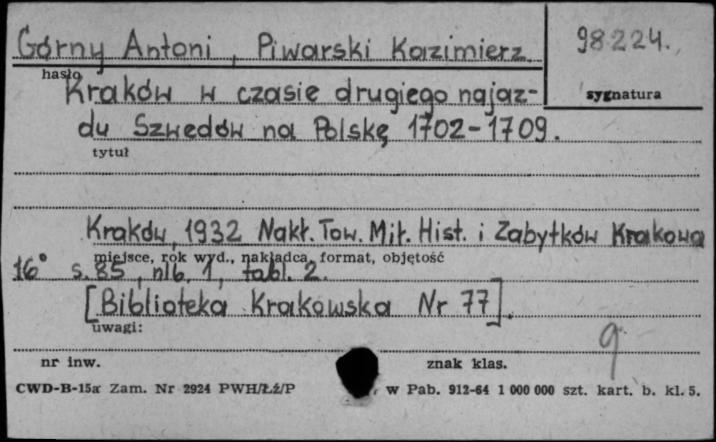 Górny Antoni, Piwarski Kazimierz
98224.
hasło
sygnatura
Kraków w czasie drugiego najaz-
du Szwedów na Polskę 1702-1709.
tytuł
Kraków, 1932 Nakł. Tow. Mił. Hist. i Zabytków Krakowa
miejsce, rok wyd., nakładca, format, objętość
16° s. 85, nlb. 1, tabl. 2.
[Biblioteka Krakowska Nr 77].
uwagi:
9
nr inw.
znak klas.
CWD-B-15a Zam. Nr 2924 PWH/Łź/P
w Pab. 912-64 1 000 000 szt. kart. b. kl. 5.